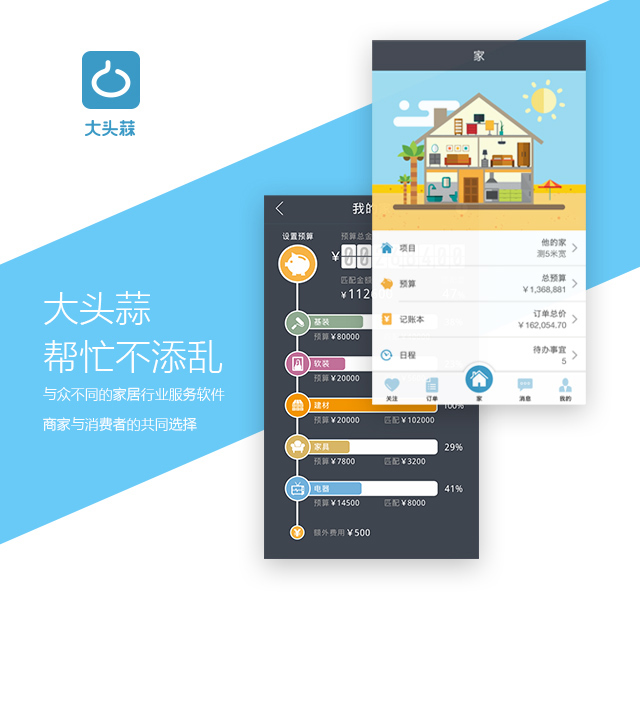 大头蒜
大头蒜
帮忙不添乱
与众不同的家居行业服务软件
商家与消费者的共同选择
家
项目
他的家
测5米宽
预算
总预算
¥1,368,881
记账本
订单总价
¥162,054.70
日程
待办事宜
5
关注
订单
家
消息
我的
我的
设置预算
预算总金
¥
匹配金额
¥112
基装
预算¥80000
软装
预算¥20000
建材
100%
预算¥20000
匹配¥102000
家具
29%
预算¥7800
匹配¥3200
电器
41%
预算¥14500
匹配¥8000
额外费用¥500